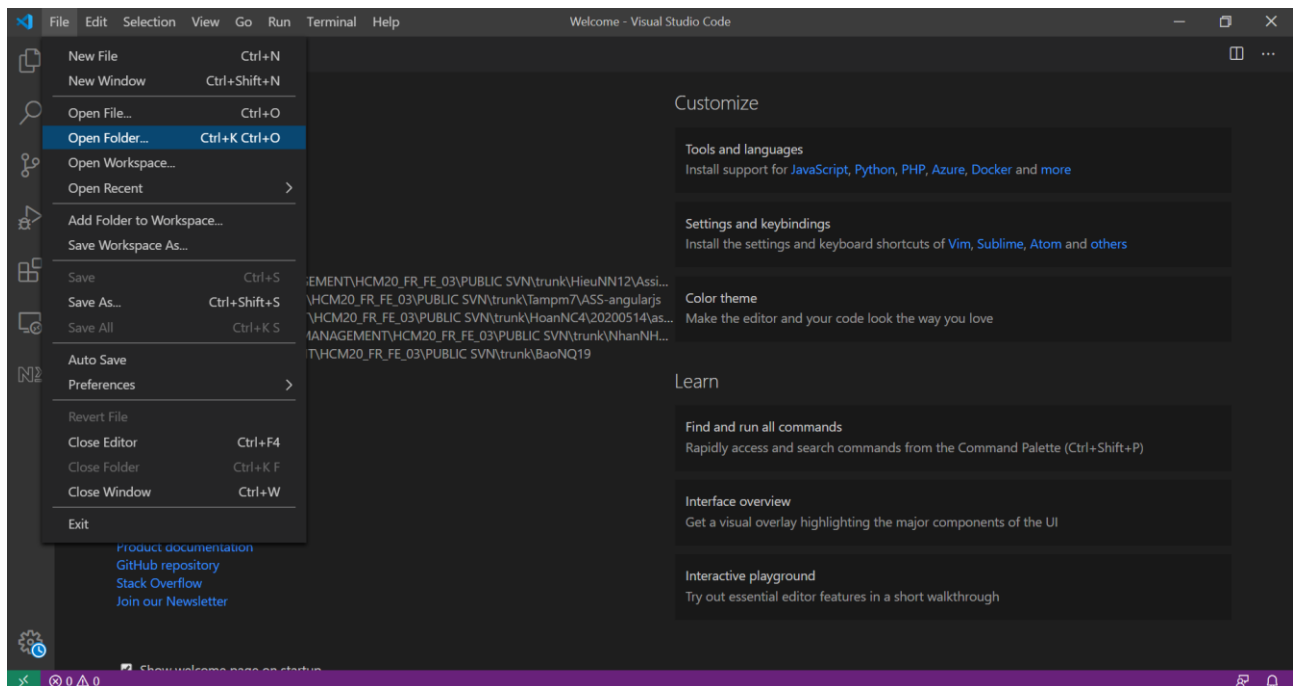 File Edit Selection View Go Run Terminal Help Welcome - Visual Studio Code
New File Ctrl+N
New Window Ctrl+Shift+N
Open File... Ctrl+O
Open Folder... Ctrl+K Ctrl+O
Open Workspace...
Open Recent
Add Folder to Workspace...
Save Workspace As...
Save Ctrl+S
Save As... Ctrl+Shift+S
Save All Ctrl+K S
Auto Save
Preferences
Revert File
Close Editor Ctrl+F4
Close Folder Ctrl+K F
Close Window Ctrl+W
Exit
EMENT\HCM20_FR_FE_03\PUBLIC SVN\trunk\HieuNN12\Assi...
\HCM20_FR_FE_03\PUBLIC SVN\trunk\Tampm7\ASS-angularjs
\HCM20_FR_FE_03\PUBLIC SVN\trunk\HoanNC4\20200514\as...
MANAGEMENT\HCM20_FR_FE_03\PUBLIC SVN\trunk\NhanNH...
T\HCM20_FR_FE_03\PUBLIC SVN\trunk\BaoNQ19
Product documentation
GitHub repository
Stack Overflow
Join our Newsletter
Show welcome page on startup
Customize
Tools and languages
Install support for JavaScript, Python, PHP, Azure, Docker and more
Settings and keybindings
Install the settings and keyboard shortcuts of Vim, Sublime, Atom and others
Color theme
Make the editor and your code look the way you love
Learn
Find and run all commands
Rapidly access and search commands from the Command Palette (Ctrl+Shift+P)
Interface overview
Get a visual overlay highlighting the major components of the UI
Interactive playground
Try out essential editor features in a short walkthrough
0 0